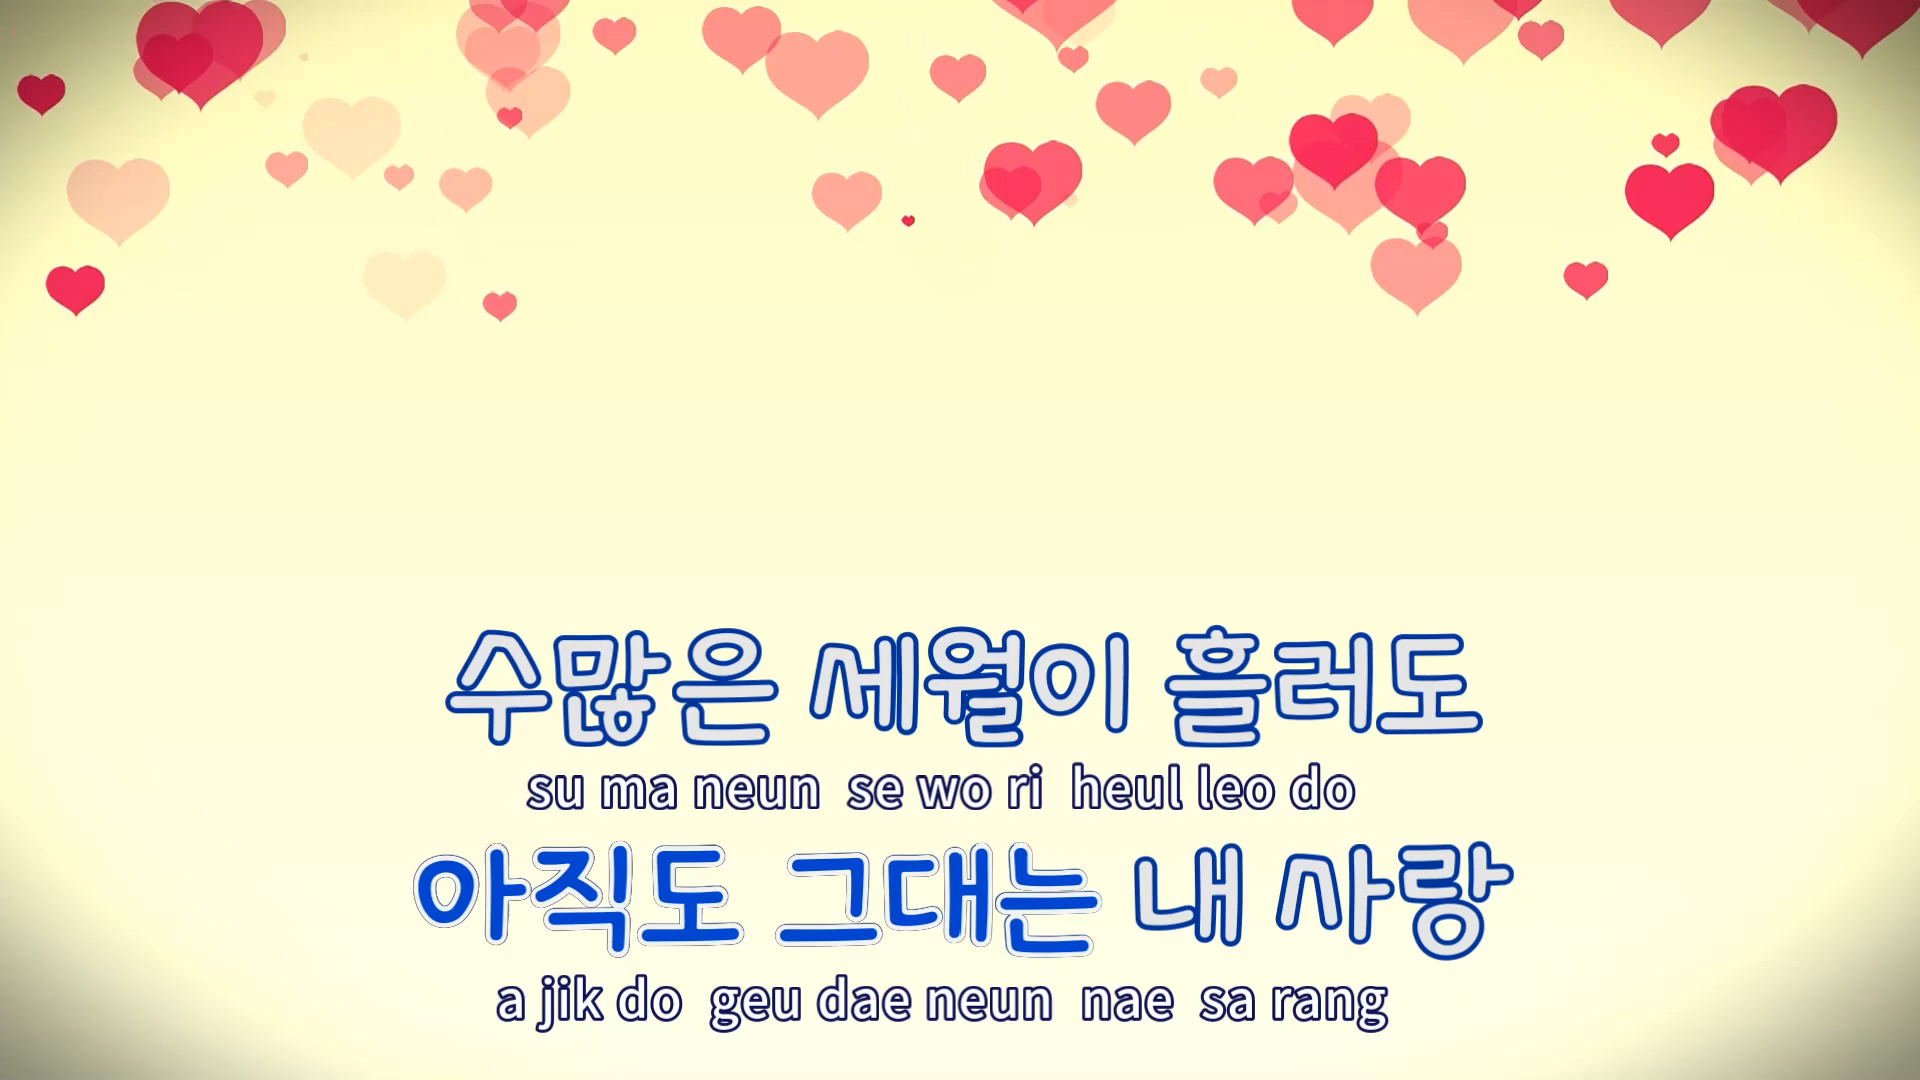 수많은 세월이 흘러도
su ma neun se wo ri heul leo do
아직도 그대는 내 사랑
a jik do geu dae neun nae sa rang